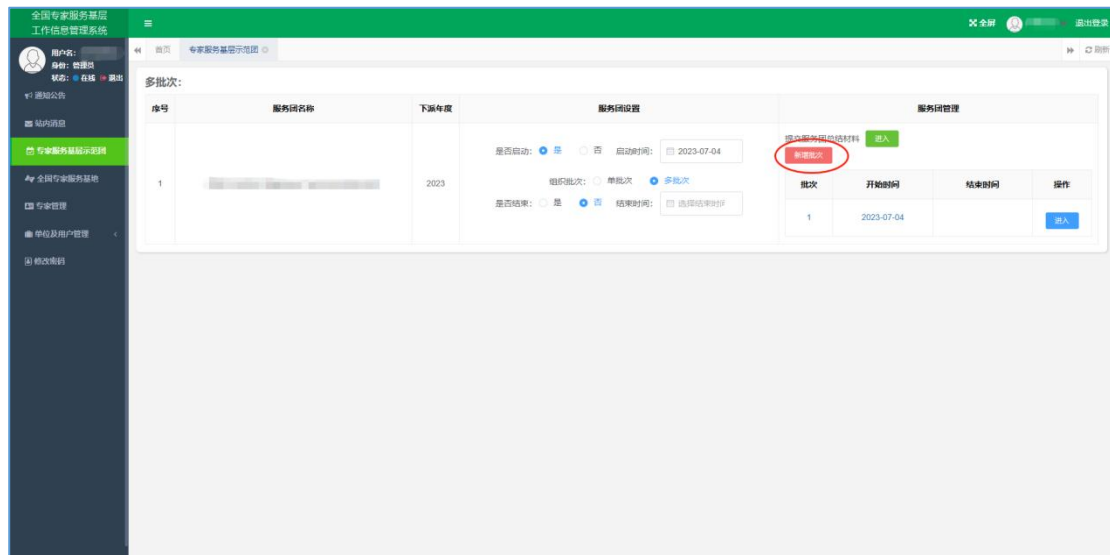 全国专家服务基层
工作信息管理系统
全屏
退出登录
用户名:
身份: 管理员
状态: 在线 退出
首页 专家服务基层示范团
刷新
通知公告
站内消息
专家服务基层示范团
全国专家服务基地
专家管理
单位及用户管理
修改密码
多批次:
序号 服务团名称 下派年度 服务团设置 服务团管理
1
2023
是否启动: 是 否 启动时间: 2023-07-04
组织批次: 单批次 多批次
是否结束: 是 否 结束时间: 选择结束时间
提交服务团总结材料 进入
新增批次
批次 开始时间 结束时间 操作
1 2023-07-04 进入